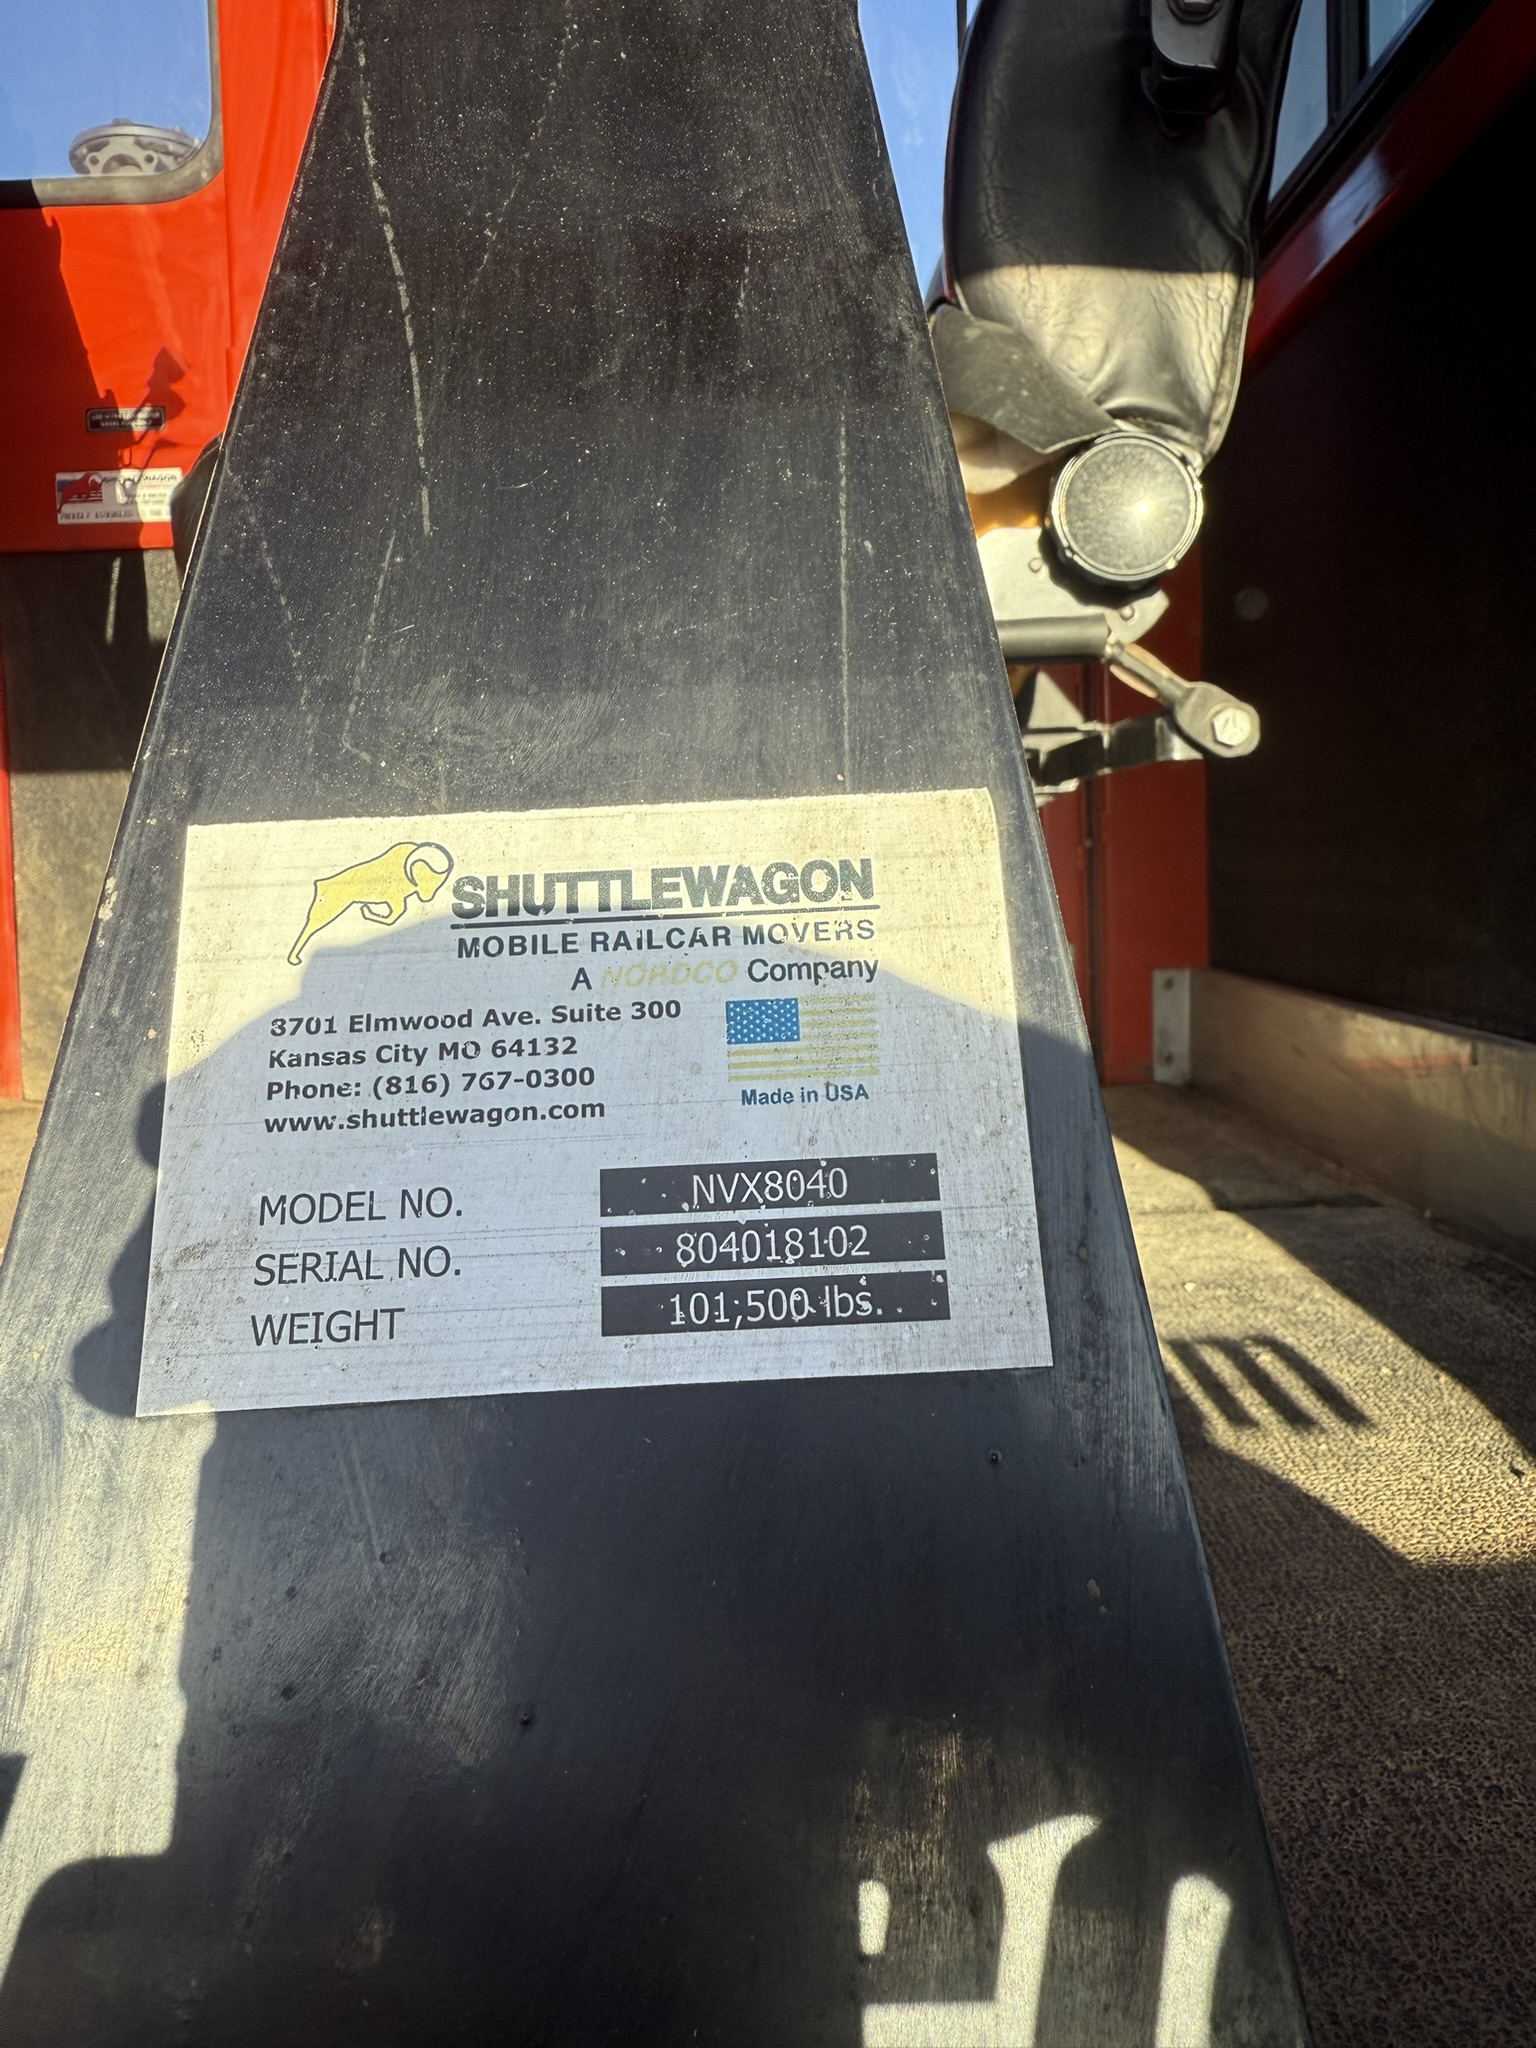 SHUTTLEWAGON
MOBILE RAILCAR MOVERS
A NORDCO Company
8701 Elmwood Ave. Suite 300
Kansas City MO 64132
Phone: (816) 767-0300
www.shuttlewagon.com
Made in USA
MODEL NO. NVX8040
SERIAL NO. 804018102
WEIGHT 101,500 lbs.